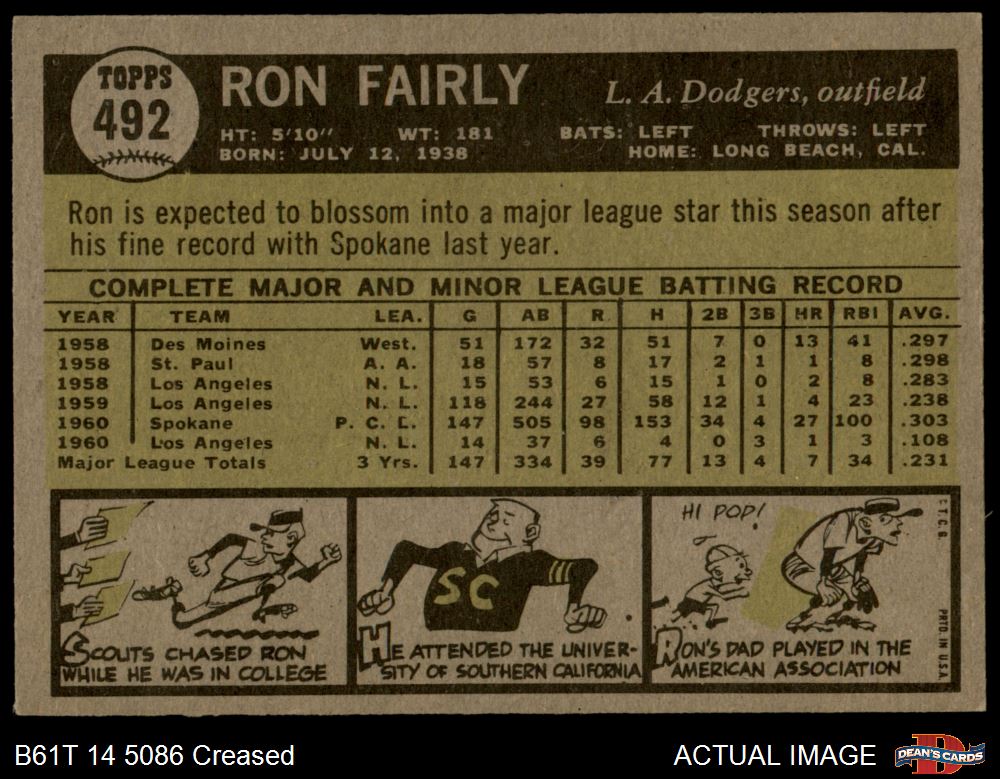 TOPPS
492
RON FAIRLY
L. A. Dodgers, outfield
HT: 5'10" WT: 181 BATS: LEFT THROWS: LEFT
BORN: JULY 12, 1938 HOME: LONG BEACH, CAL.
Ron is expected to blossom into a major league star this season after
his fine record with Spokane last year.
COMPLETE MAJOR AND MINOR LEAGUE BATTING RECORD
YEAR TEAM LEA. G AB R H 2B 3B HR RBI AVG.
1958 Des Moines West. 51 172 32 51 7 0 13 41 .297
1958 St. Paul A. A. 18 57 8 17 2 1 1 8 .298
1958 Los Angeles N. L. 15 53 6 15 1 0 2 8 .283
1959 Los Angeles N. L. 118 244 27 58 12 1 4 23 .238
1960 Spokane P. C. L. 147 505 98 153 34 4 27 100 .303
1960 Los Angeles N. L. 14 37 6 4 0 3 1 3 .108
Major League Totals 3 Yrs. 147 334 39 77 13 4 7 34 .231
SCOUTS CHASED RON
WHILE HE WAS IN COLLEGE
SC
HE ATTENDED THE UNIVER-
SITY OF SOUTHERN CALIFORNIA
HI POP!
RON'S DAD PLAYED IN THE
AMERICAN ASSOCIATION
© T. C. G.
PRTD. IN U.S.A.
B61T 14 5086 Creased
ACTUAL IMAGE
DEAN'S CARDS